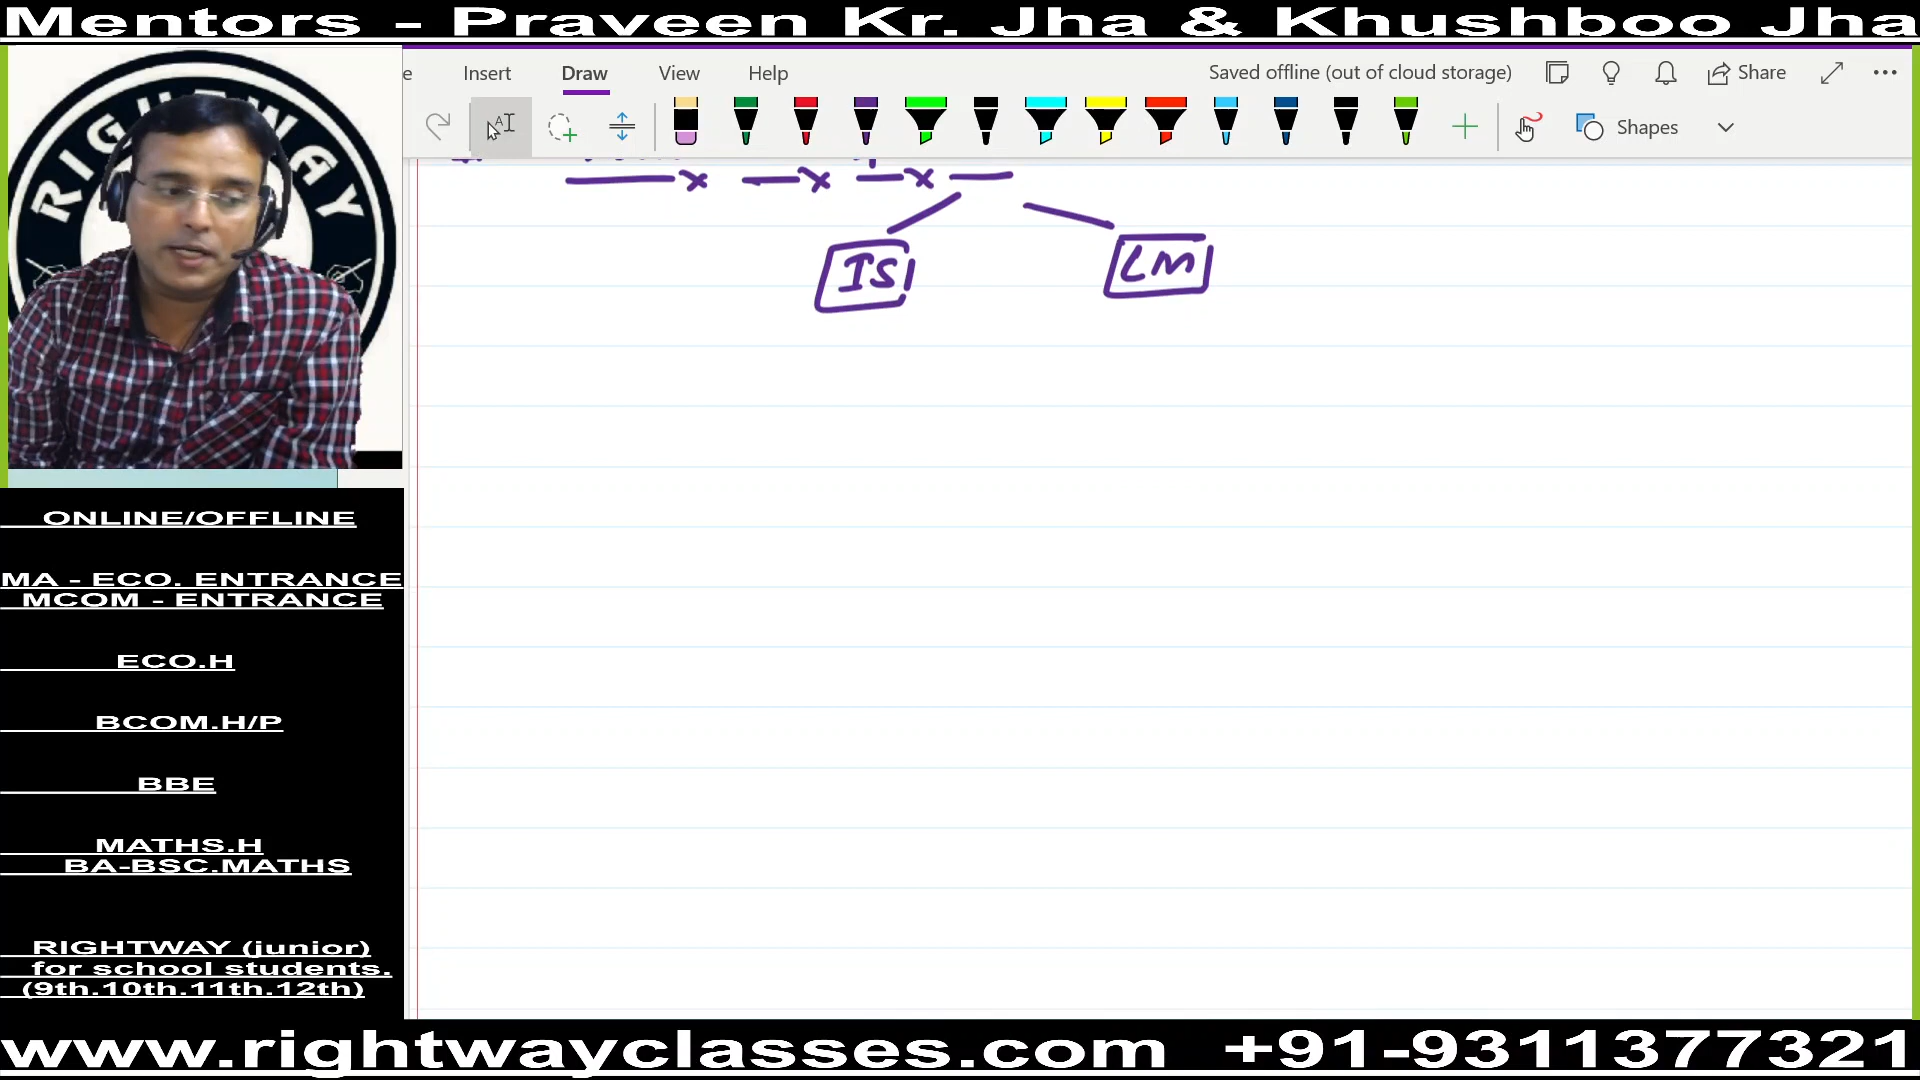 Mentors - Praveen Kr. Jha & Khushboo Jha
RIGHTWAY
Insert Draw View Help Saved offline (out of cloud storage) Share
Shapes
IS LM
ONLINE/OFFLINE
MA - ECO. ENTRANCE
MCOM - ENTRANCE
ECO.H
BCOM.H/P
BBE
MATHS.H
BA-BSC.MATHS
RIGHTWAY (junior)
for school students.
(9th.10th.11th.12th)
www.rightwayclasses.com +91-9311377321